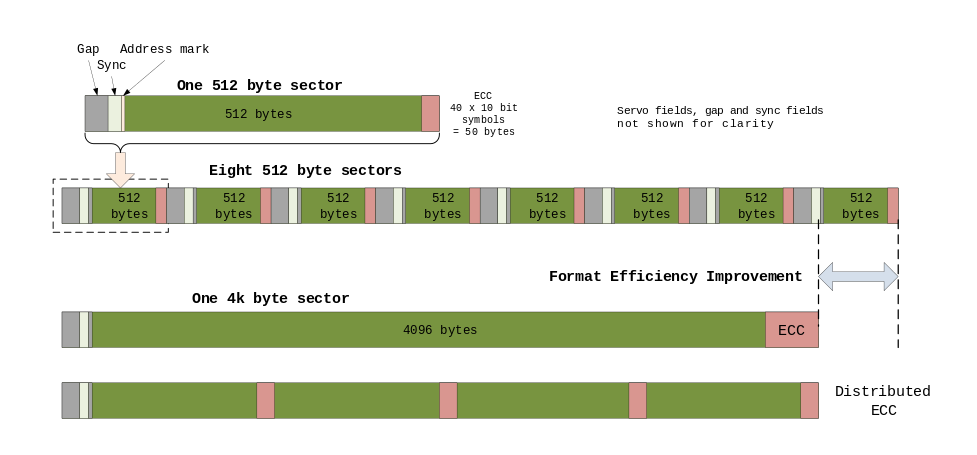 Gap
Address mark
Sync
One 512 byte sector
512 bytes
ECC
40 x 10 bit
symbols
= 50 bytes
Servo fields, gap and sync fields
not shown for clarity
Eight 512 byte sectors
512
bytes
512
bytes
512
bytes
512
bytes
512
bytes
512
bytes
512
bytes
512
bytes
Format Efficiency Improvement
One 4k byte sector
4096 bytes
ECC
Distributed
ECC